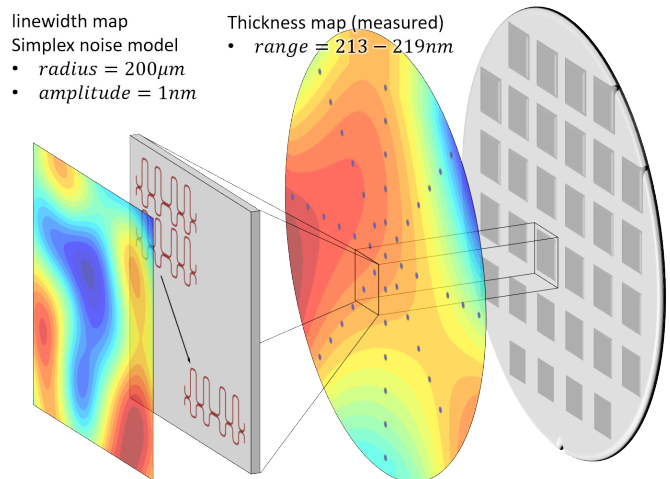 linewidth map
Simplex noise model
• radius = 200μm
• amplitude = 1nm
Thickness map (measured)
• range = 213 − 219nm